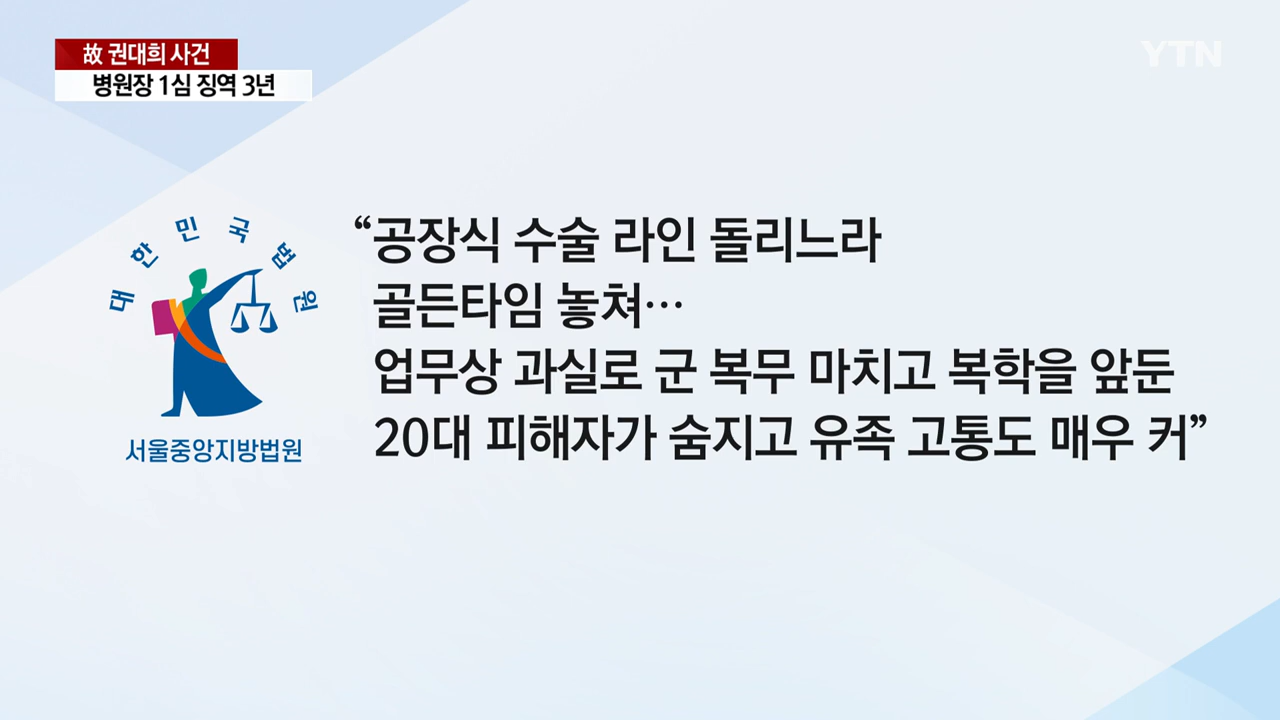 故 권대희 사건
병원장 1심 징역 3년
YTN
대한민국법원
서울중앙지방법원
“공장식 수술 라인 돌리느라
골든타임 놓쳐…
업무상 과실로 군 복무 마치고 복학을 앞둔
20대 피해자가 숨지고 유족 고통도 매우 커”